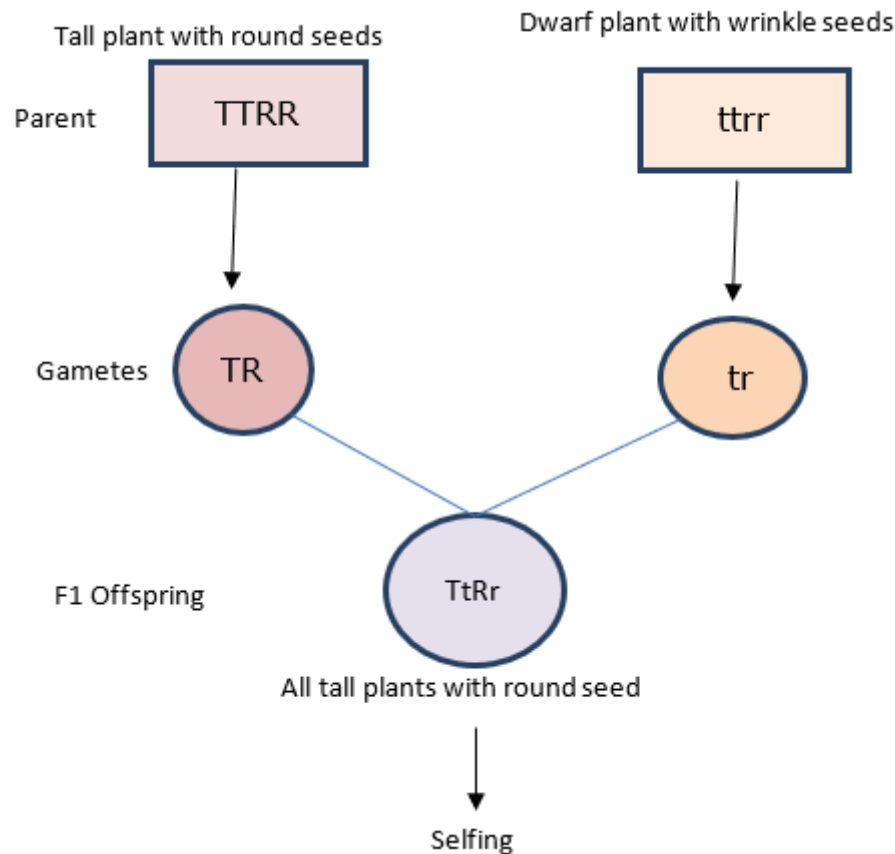 Tall plant with round seeds
Dwarf plant with wrinkle seeds
Parent
TTRR
ttrr
Gametes
TR
tr
F1 Offspring
TtRr
All tall plants with round seed
Selfing